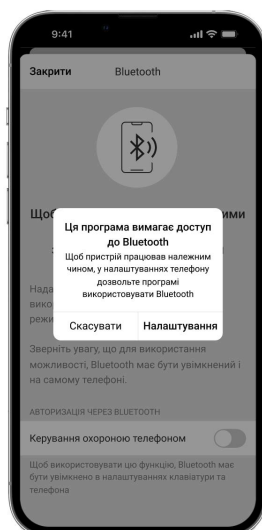 9:41
Закрити Bluetooth
Щоб ими
Ця програма вимагає доступ
до Bluetooth
Щоб пристрій працював належним
чином, у налаштуваннях телефону
дозвольте програмі
використовувати Bluetooth
Скасувати Налаштування
Нада
вико
режи
Зверніть увагу, що для використання
можливості, Bluetooth має бути увімкнений і
на самому телефоні.
АВТОРИЗАЦІЯ ЧЕРЕЗ BLUETOOTH
Керування охороною телефоном
Щоб використовувати цю функцію, Bluetooth має
бути увімкнено в налаштуваннях клавіатури та
телефона